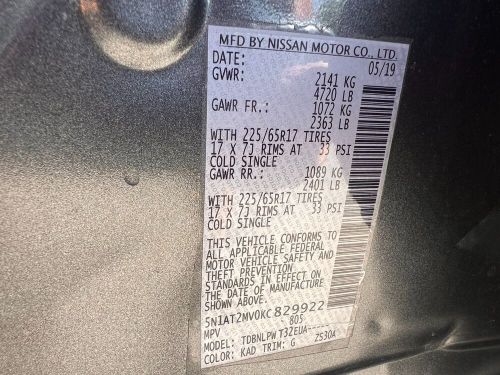 MFD BY NISSAN MOTOR CO., LTD.
DATE: 05/19
GVWR: 2141 KG
4720 LB
GAWR FR.: 1072 KG
2363 LB
WITH 225/65R17 TIRES
17 X 7J RIMS AT 33 PSI
COLD SINGLE
GAWR RR.: 1089 KG
2401 LB
WITH 225/65R17 TIRES
17 X 7J RIMS AT 33 PSI
COLD SINGLE
THIS VEHICLE CONFORMS TO
ALL APPLICABLE FEDERAL
MOTOR VEHICLE SAFETY AND
THEFT PREVENTION
STANDARDS IN EFFECT ON
THE DATE OF MANUFACTURE
SHOWN ABOVE.
5N1AT2MV0KC829922
MPV 805
MODEL: TDBNLPWT32EUA-----
COLOR: KAD TRIM: G ZS30A